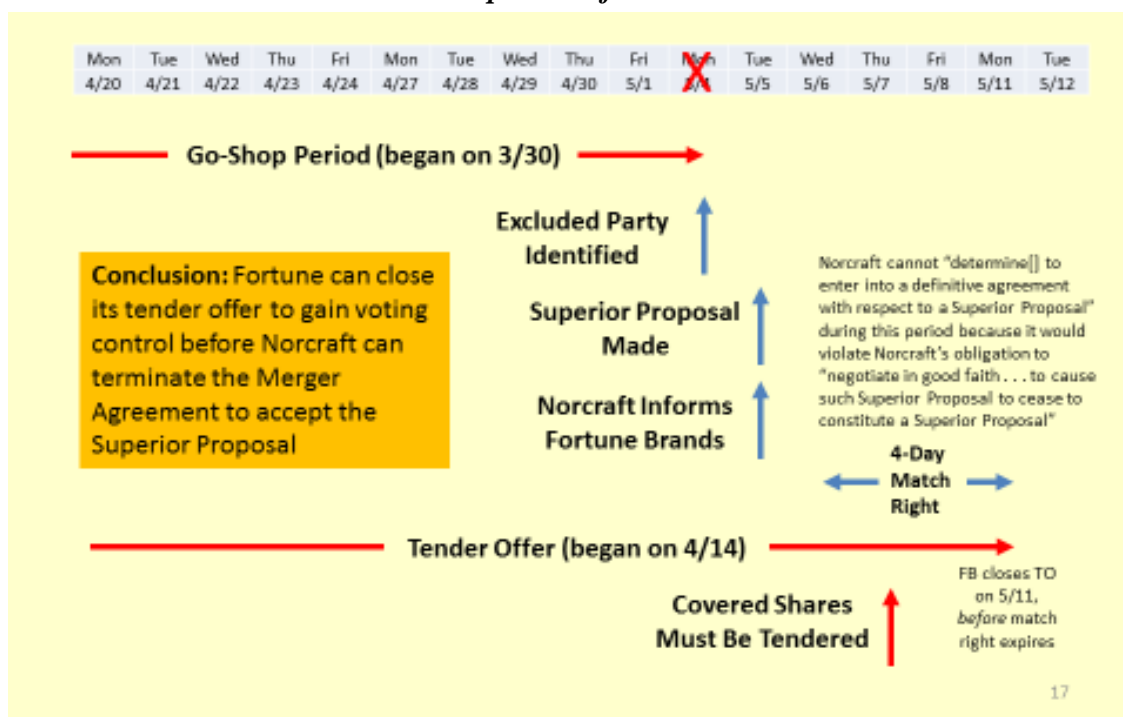 Mon Tue Wed Thu Fri Mon Tue Wed Thu Fri Mon Tue Wed Thu Fri Mon Tue
4/20 4/21 4/22 4/23 4/24 4/27 4/28 4/29 4/30 5/1 5/4 5/5 5/6 5/7 5/8 5/11 5/12
Go-Shop Period (began on 3/30)
Excluded Party
Identified
Conclusion: Fortune can close
its tender offer to gain voting
control before Norcraft can
terminate the Merger
Agreement to accept the
Superior Proposal
Superior Proposal
Made
Norcraft Informs
Fortune Brands
Norcraft cannot “determine[] to
enter into a definitive agreement
with respect to a Superior Proposal”
during this period because it would
violate Norcraft's obligation to
“negotiate in good faith . . . to cause
such Superior Proposal to cease to
constitute a Superior Proposal”
4-Day
Match
Right
Tender Offer (began on 4/14)
Covered Shares
Must Be Tendered
FB closes TO
on 5/11,
before match
right expires
17